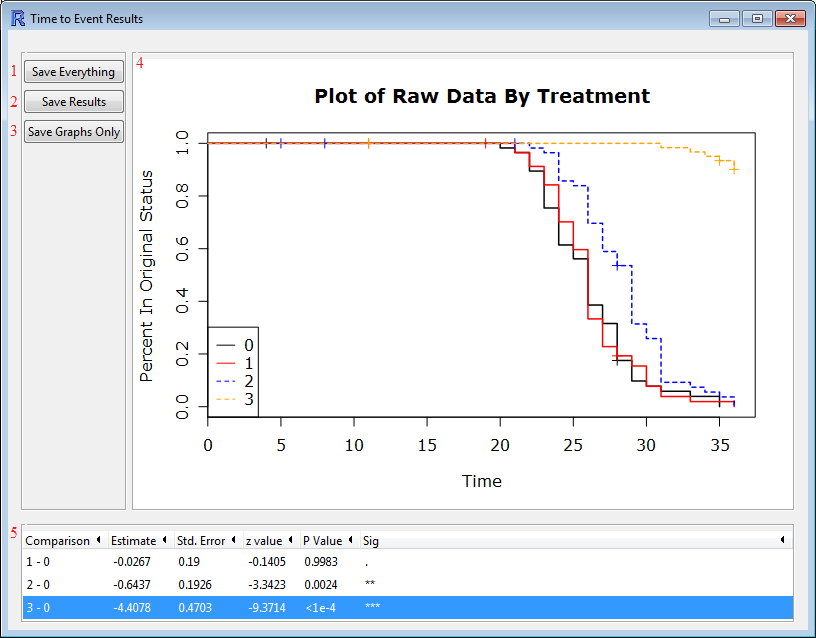 Time to Event Results
1 Save Everything
2 Save Results
3 Save Graphs Only
4
Plot of Raw Data By Treatment
Percent In Original Status
1.0
0.8
0.6
0.4
0.2
0.0
0
1
2
3
0 5 10 15 20 25 30 35
Time
5
Comparison Estimate Std. Error z value P Value Sig
1 - 0 -0.0267 0.19 -0.1405 0.9983 .
2 - 0 -0.6437 0.1926 -3.3423 0.0024 **
3 - 0 -4.4078 0.4703 -9.3714 <1e-4 ***